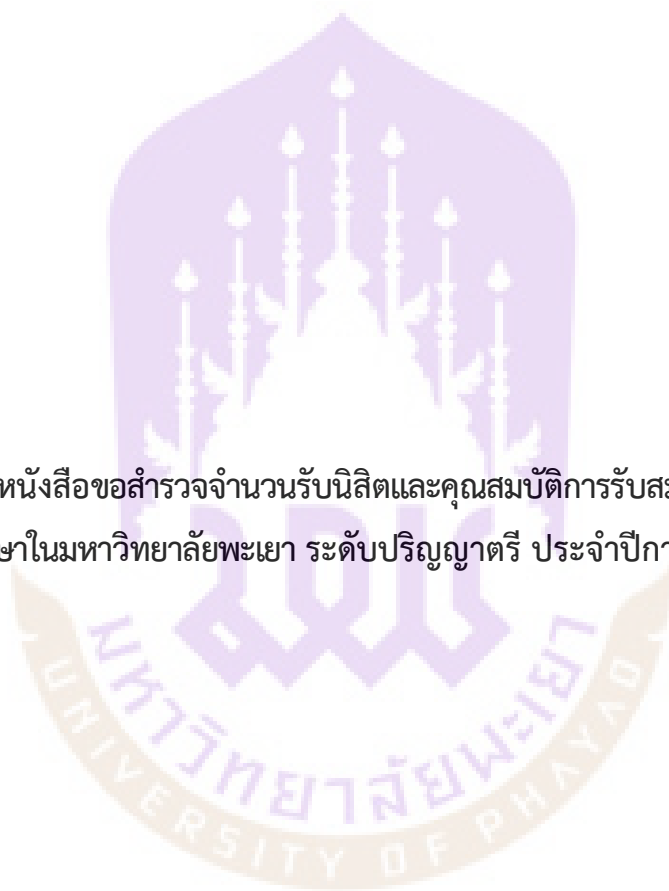 หนังสือขอสำรวจจำนวนรับนิสิตและคุณสมบัติการรับส
ษาในมหาวิทยาลัยพะเยา ระดับปริญญาตรี ประจำปีกา
มหาวิทยาลัยพะเยา
UNIVERSITY OF PHAYAO